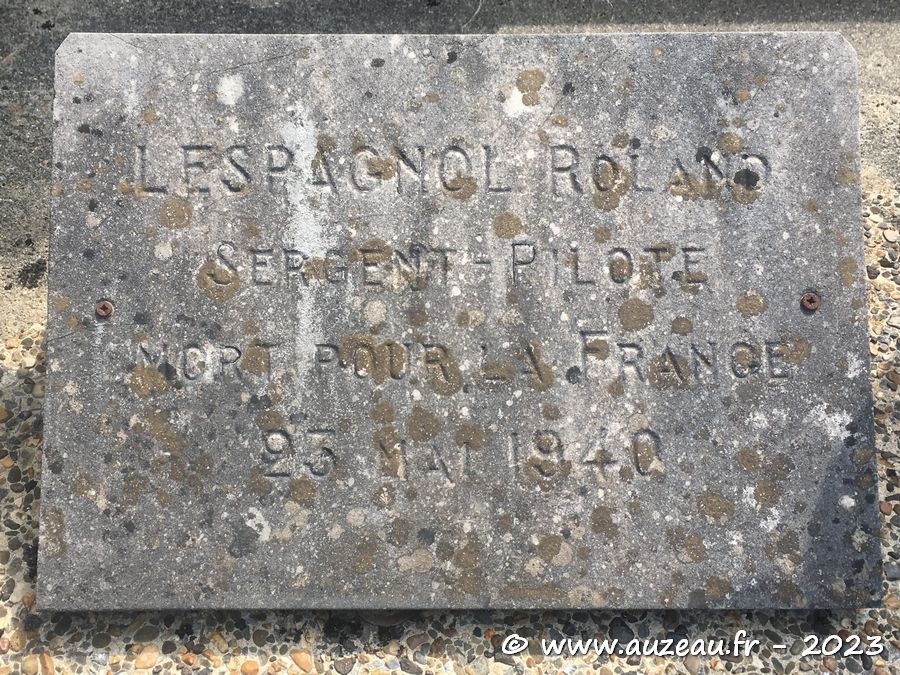 LESPAGNOL ROLAND
SERGENT-PILOTE
MORT POUR LA FRANCE
23 MAI 1940
© www.auzeau.fr - 2023